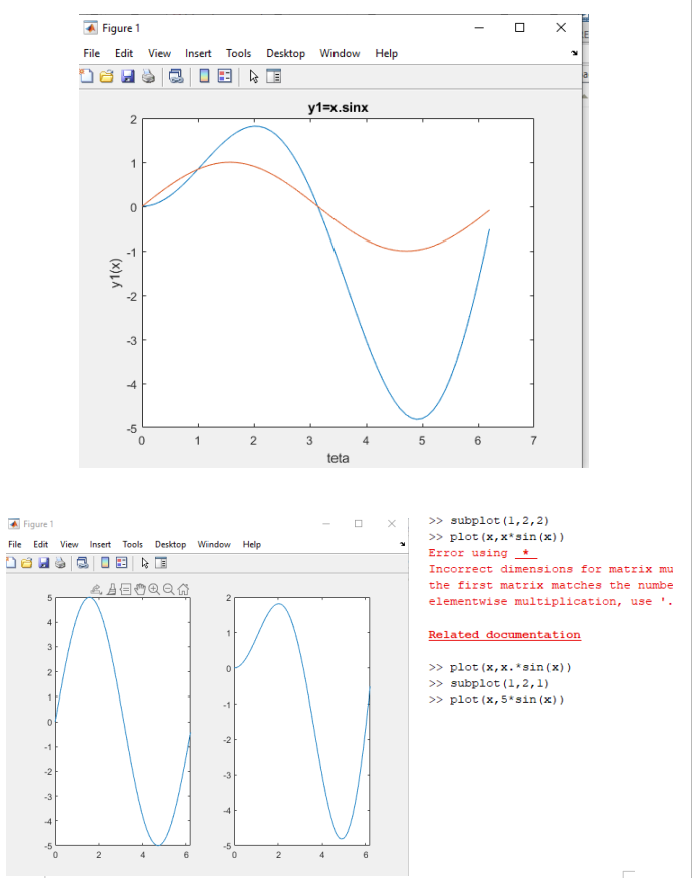 Figure 1
File Edit View Insert Tools Desktop Window Help
y1=x.sinx
2
1
0
-1
-2
-3
-4
-5
y1(x)
0 1 2 3 4 5 6 7
teta
Figure 1
File Edit View Insert Tools Desktop Window Help
5
4
3
2
1
0
-1
-2
-3
-4
-5
0 2 4 6
2
1
0
-1
-2
-3
-4
-5
0 2 4 6
>> subplot(1,2,2)
>> plot(x,x*sin(x))
Error using *
Incorrect dimensions for matrix mu
the first matrix matches the numbe
elementwise multiplication, use '.
Related documentation
>> plot(x,x.*sin(x))
>> subplot(1,2,1)
>> plot(x,5*sin(x))